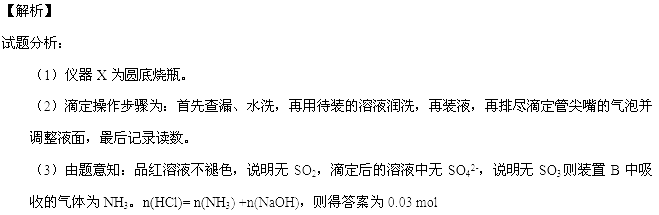 【解析】
试题分析：
（1）仪器 X 为圆底烧瓶。
（2）滴定操作步骤为：首先查漏、水洗，再用待装的溶液润洗，再装液，再排尽滴定管尖嘴的气泡并
调整液面，最后记录读数。
（3）由题意知：品红溶液不褪色，说明无 SO₂，滴定后的溶液中无 SO₄²⁻，说明无 SO₃ 则装置 B 中吸
收的气体为 NH₃。n(HCl)= n(NH₃) +n(NaOH)，则得答案为 0.03 mol